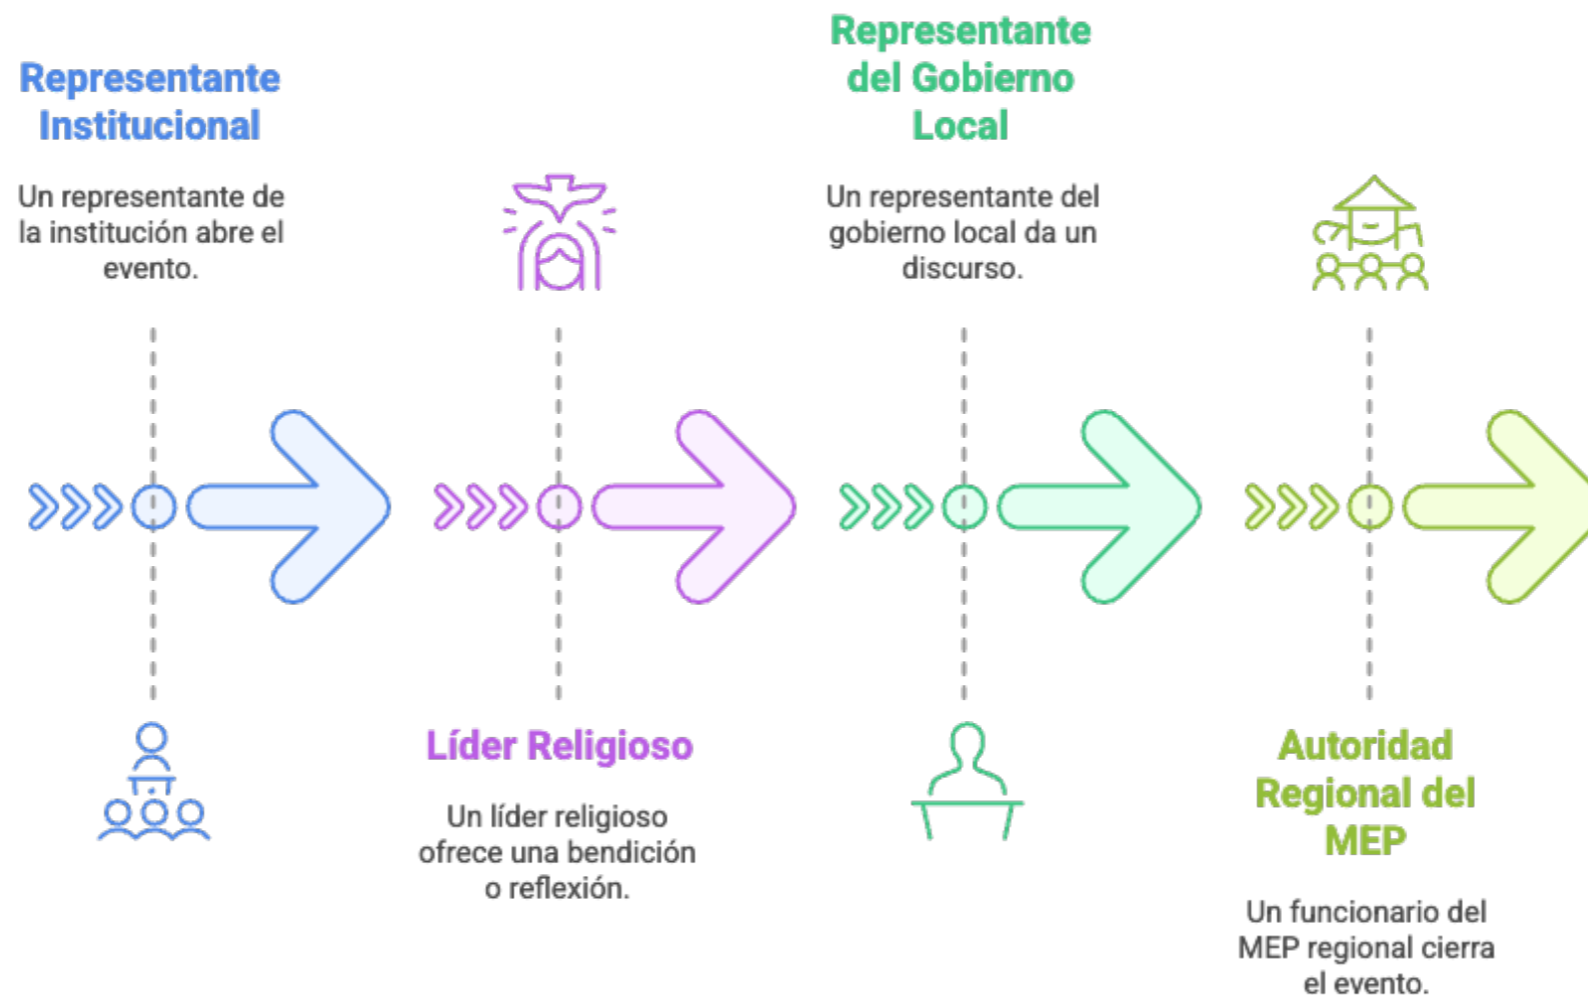 Representante
Institucional
Un representante de
la institución abre el
evento.
Líder Religioso
Un líder religioso
ofrece una bendición
o reflexión.
Representante
del Gobierno
Local
Un representante del
gobierno local da un
discurso.
Autoridad
Regional del
MEP
Un funcionario del
MEP regional cierra
el evento.